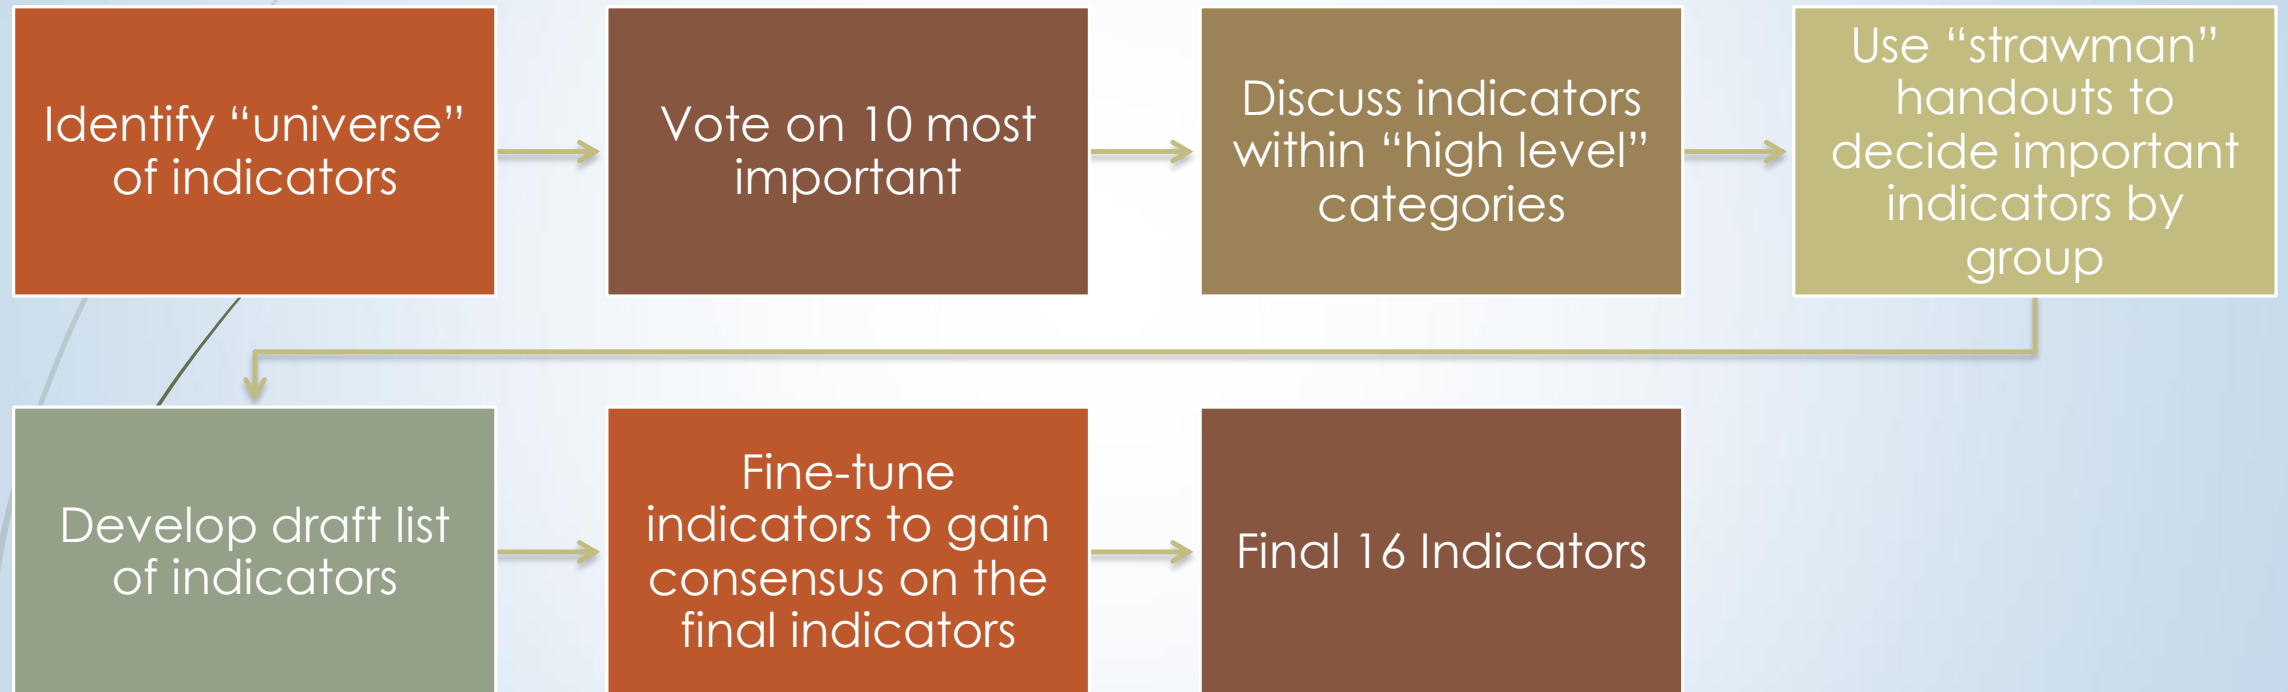 Identify “universe”
of indicators
Vote on 10 most
important
Discuss indicators
within “high level”
categories
Use “strawman”
handouts to
decide important
indicators by
group
Develop draft list
of indicators
Fine-tune
indicators to gain
consensus on the
final indicators
Final 16 Indicators